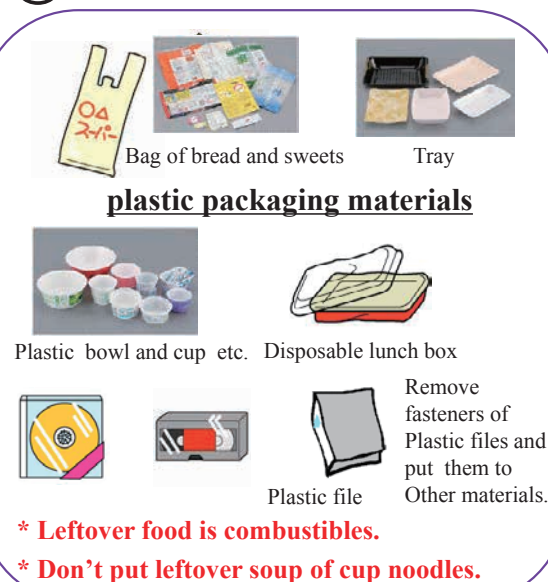 ○△
スーパー
Bag of bread and sweets
Tray
plastic packaging materials
Plastic bowl and cup etc.
Disposable lunch box
Remove
fasteners of
Plastic files and
put them to
Other materials.
Plastic file
* Leftover food is combustibles.
* Don't put leftover soup of cup noodles.